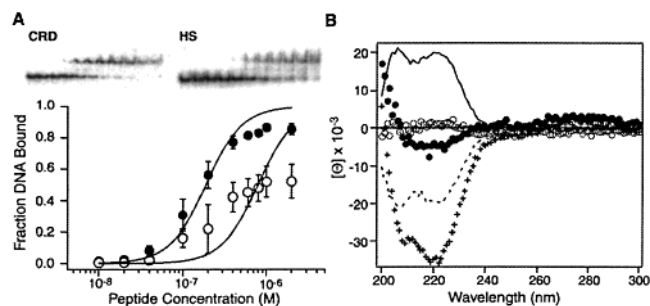 A
CRD
HS
1.0
0.8
0.6
0.4
0.2
0.0
Fraction DNA Bound
10-8
10-7
10-6
Peptide Concentration (M)
B
20
10
0
-10
-20
-30
[Θ] x 10-3
200
220
240
260
280
300
Wavelength (nm)